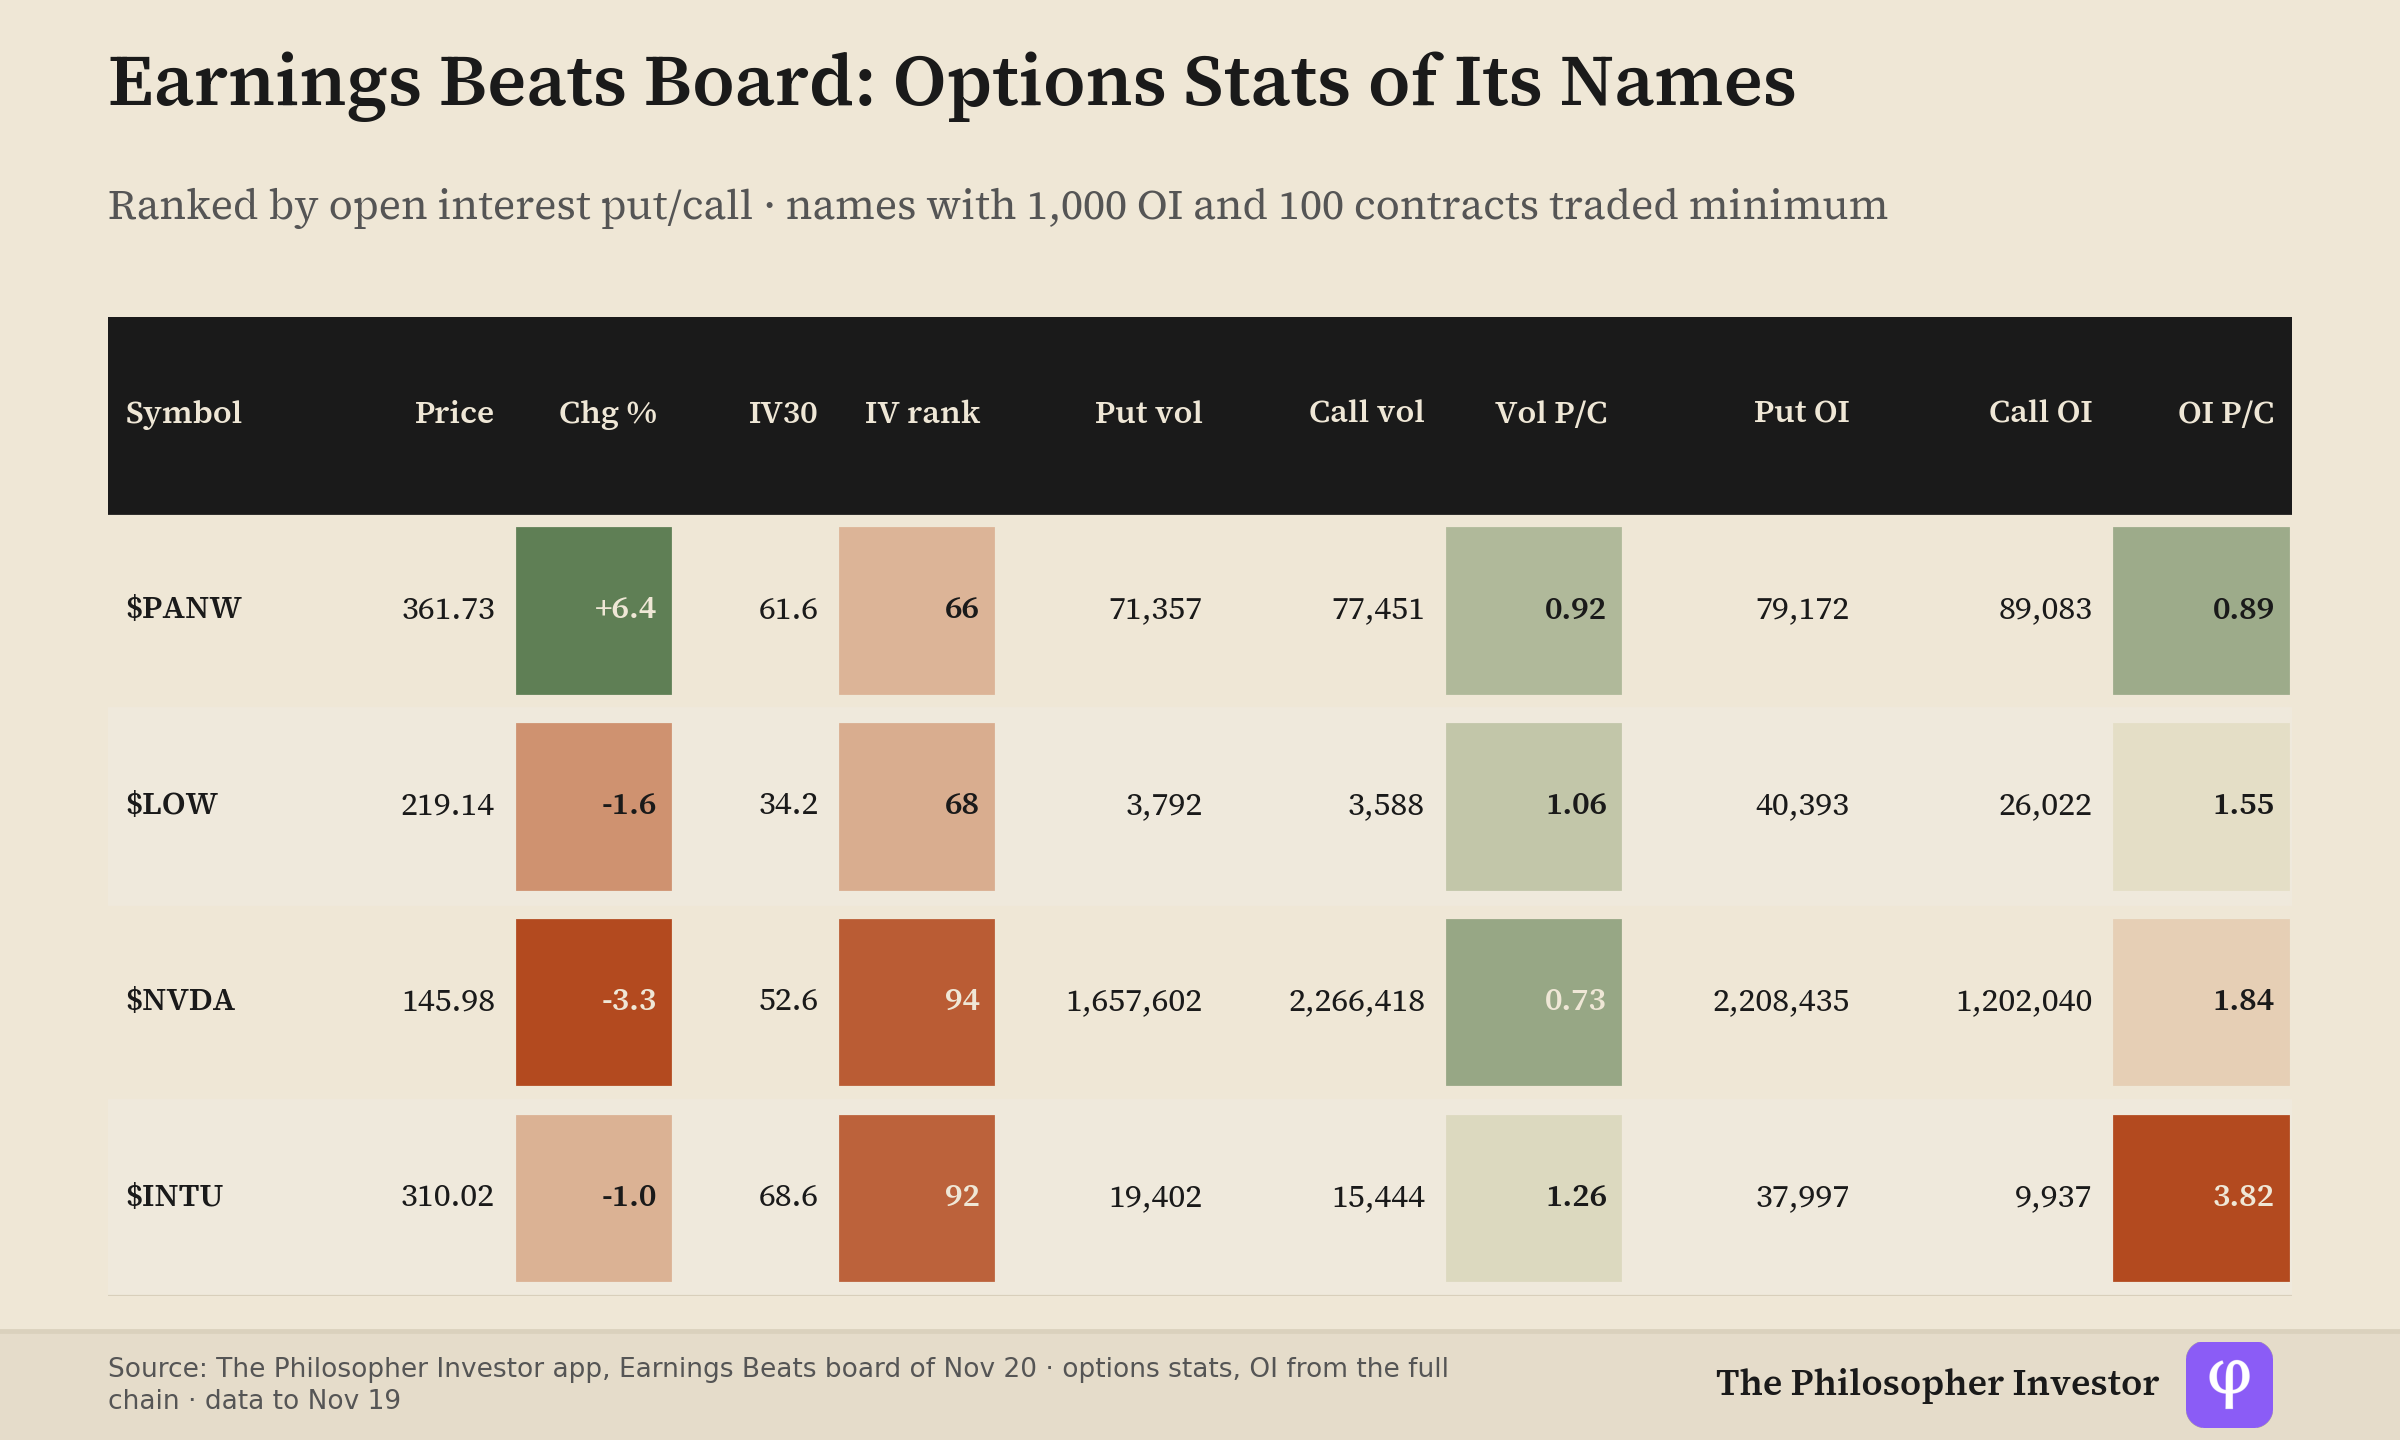 Earnings Beats Board: Options Stats of Its Names
Ranked by open interest put/call · names with 1,000 OI and 100 contracts traded minimum
Symbol Price Chg % IV30 IV rank Put vol Call vol Vol P/C Put OI Call OI OI P/C
$PANW 361.73 +6.4 61.6 66 71,357 77,451 0.92 79,172 89,083 0.89
$LOW 219.14 -1.6 34.2 68 3,792 3,588 1.06 40,393 26,022 1.55
$NVDA 145.98 -3.3 52.6 94 1,657,602 2,266,418 0.73 2,208,435 1,202,040 1.84
$INTU 310.02 -1.0 68.6 92 19,402 15,444 1.26 37,997 9,937 3.82
Source: The Philosopher Investor app, Earnings Beats board of Nov 20 · options stats, OI from the full
chain · data to Nov 19
The Philosopher Investor φ